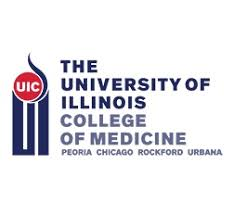 UIC
THE
UNIVERSITY OF
ILLINOIS
COLLEGE
OF MEDICINE
PEORIA CHICAGO ROCKFORD URBANA